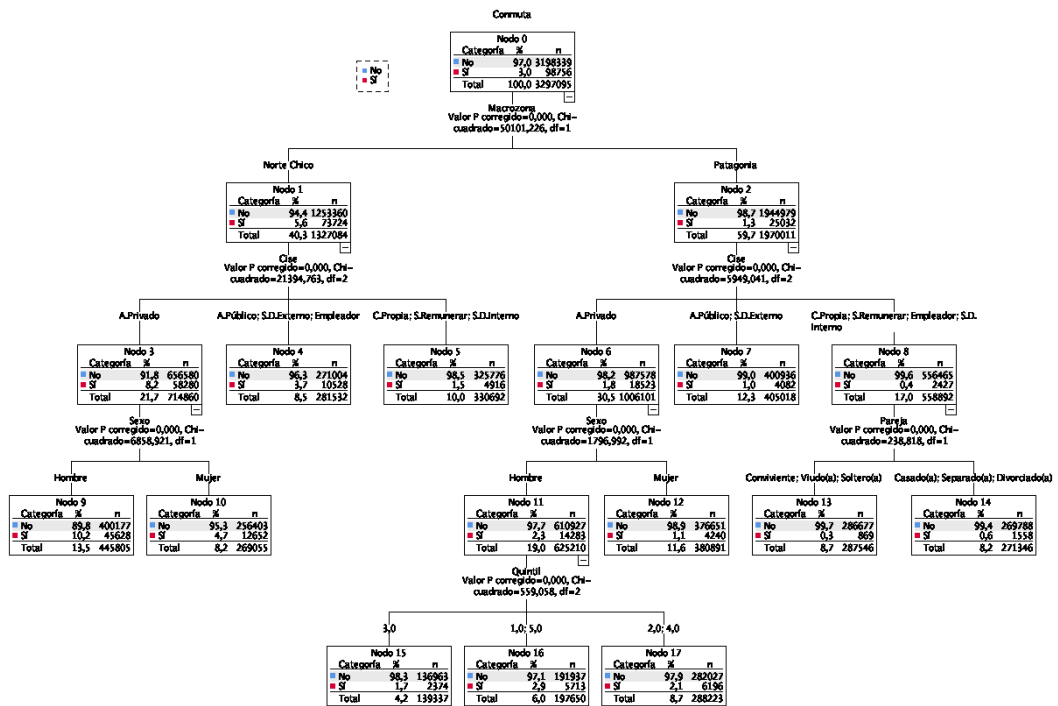 Conmuta
Nodo 0
Categoría % n
No 97,0 3198339
Sí 3,0 98756
Total 100,0 3297095
No
Sí
Macrozona
Valor P corregido=0,000, Chi-
cuadrado=50101,226, df=1
Norte Chico
Patagonia
Nodo 1
Categoría % n
No 94,4 1253360
Sí 5,6 73724
Total 40,3 1327084
Nodo 2
Categoría % n
No 98,7 1944979
Sí 1,3 25032
Total 59,7 1970011
Cise
Valor P corregido=0,000, Chi-
cuadrado=21394,763, df=2
Cise
Valor P corregido=0,000, Chi-
cuadrado=5949,041, df=2
A.Privado
A.Público; S.D.Externo; Empleador
C.Propia; S.Remunerar; S.D.Interno
A.Privado
A.Público; S.D.Externo
C.Propia; S.Remunerar; Empleador; S.D.
Interno
Nodo 3
Categoría % n
No 91,8 656580
Sí 8,2 58280
Total 21,7 714860
Nodo 4
Categoría % n
No 96,3 271004
Sí 3,7 10528
Total 8,5 281532
Nodo 5
Categoría % n
No 98,5 325776
Sí 1,5 4916
Total 10,0 330692
Nodo 6
Categoría % n
No 98,2 987578
Sí 1,8 18523
Total 30,5 1006101
Nodo 7
Categoría % n
No 99,0 400936
Sí 1,0 4082
Total 12,3 405018
Nodo 8
Categoría % n
No 99,6 556465
Sí 0,4 2427
Total 17,0 558892
Sexo
Valor P corregido=0,000, Chi-
cuadrado=6858,921, df=1
Sexo
Valor P corregido=0,000, Chi-
cuadrado=1796,992, df=1
Pareja
Valor P corregido=0,000, Chi-
cuadrado=238,818, df=1
Hombre
Mujer
Hombre
Mujer
Conviviente; Viudo(a); Soltero(a)
Casado(a); Separado(a); Divorciado(a)
Nodo 9
Categoría % n
No 89,8 400177
Sí 10,2 45628
Total 13,5 445805
Nodo 10
Categoría % n
No 95,3 256403
Sí 4,7 12652
Total 8,2 269055
Nodo 11
Categoría % n
No 97,7 610927
Sí 2,3 14283
Total 19,0 625210
Nodo 12
Categoría % n
No 98,9 376651
Sí 1,1 4240
Total 11,6 380891
Nodo 13
Categoría % n
No 99,7 286677
Sí 0,3 869
Total 8,7 287546
Nodo 14
Categoría % n
No 99,4 269788
Sí 0,6 1558
Total 8,2 271346
Quintil
Valor P corregido=0,000, Chi-
cuadrado=559,058, df=2
3,0
1,0; 5,0
2,0; 4,0
Nodo 15
Categoría % n
No 98,3 136963
Sí 1,7 2374
Total 4,2 139337
Nodo 16
Categoría % n
No 97,1 191937
Sí 2,9 5713
Total 6,0 197650
Nodo 17
Categoría % n
No 97,9 282027
Sí 2,1 6196
Total 8,7 288223